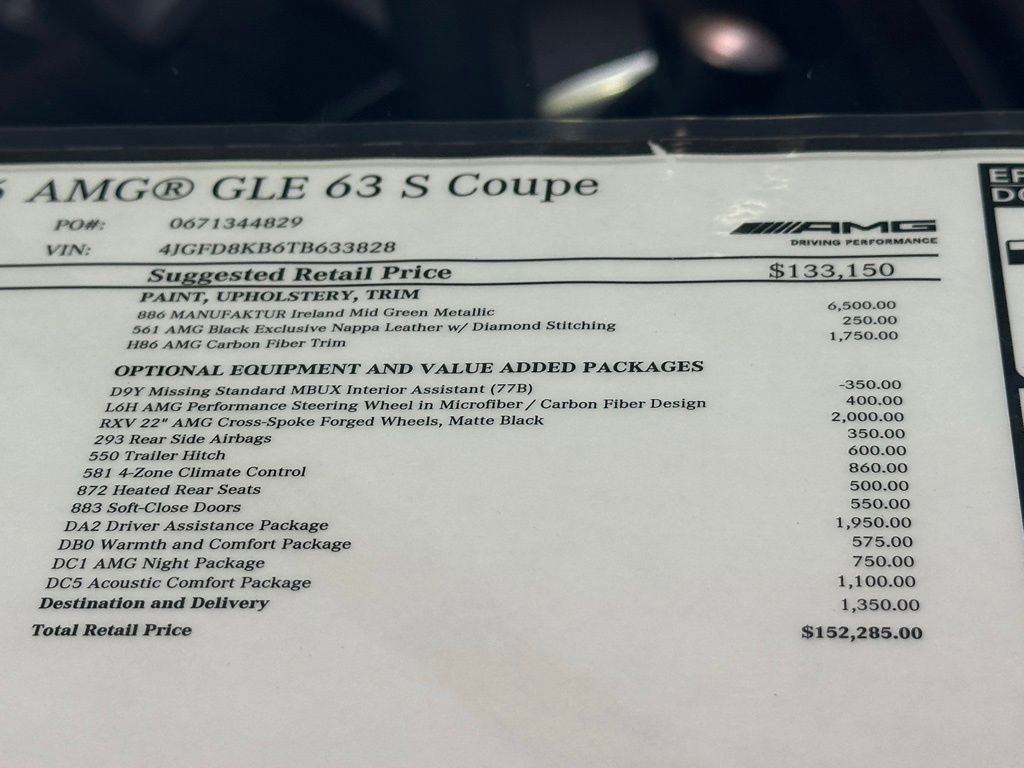 AMG® GLE 63 S Coupe
PO#: 0671344829
VIN: 4JGFD8KB6TB633828
AMG
DRIVING PERFORMANCE
Suggested Retail Price $133,150
PAINT, UPHOLSTERY, TRIM
886 MANUFAKTUR Ireland Mid Green Metallic 6,500.00
561 AMG Black Exclusive Nappa Leather w/ Diamond Stitching 250.00
H86 AMG Carbon Fiber Trim 1,750.00
OPTIONAL EQUIPMENT AND VALUE ADDED PACKAGES
D9Y Missing Standard MBUX Interior Assistant (77B) -350.00
L6H AMG Performance Steering Wheel in Microfiber / Carbon Fiber Design 400.00
RXV 22" AMG Cross-Spoke Forged Wheels, Matte Black 2,000.00
293 Rear Side Airbags 350.00
550 Trailer Hitch 600.00
581 4-Zone Climate Control 860.00
872 Heated Rear Seats 500.00
883 Soft-Close Doors 550.00
DA2 Driver Assistance Package 1,950.00
DB0 Warmth and Comfort Package 575.00
DC1 AMG Night Package 750.00
DC5 Acoustic Comfort Package 1,100.00
Destination and Delivery 1,350.00
Total Retail Price $152,285.00